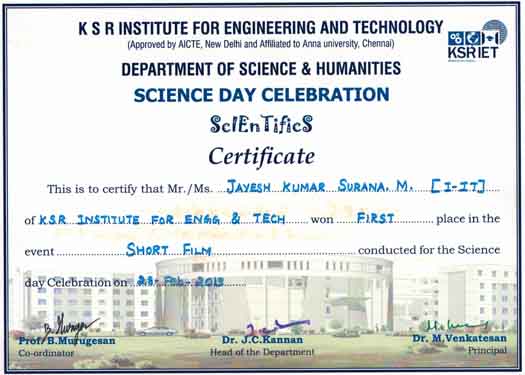 K S R INSTITUTE FOR ENGINEERING AND TECHNOLOGY
(Approved by AICTE, New Delhi and Affiliated to Anna university, Chennai)
KSRIET
DEPARTMENT OF SCIENCE & HUMANITIES
SCIENCE DAY CELEBRATION
ScIEnTificS
Certificate
This is to certify that Mr./Ms. JAYESH KUMAR SURANA. M. [I-IT]
of K.S.R. INSTITUTE FOR ENGG & TECH won FIRST place in the
event SHORT FILM conducted for the Science
day Celebration on 28-Feb-2013
B. Murugan
Prof. B.Murugesan Dr. J.C.Kannan Dr. M.Venkatesan
Co-ordinator Head of the Department Principal